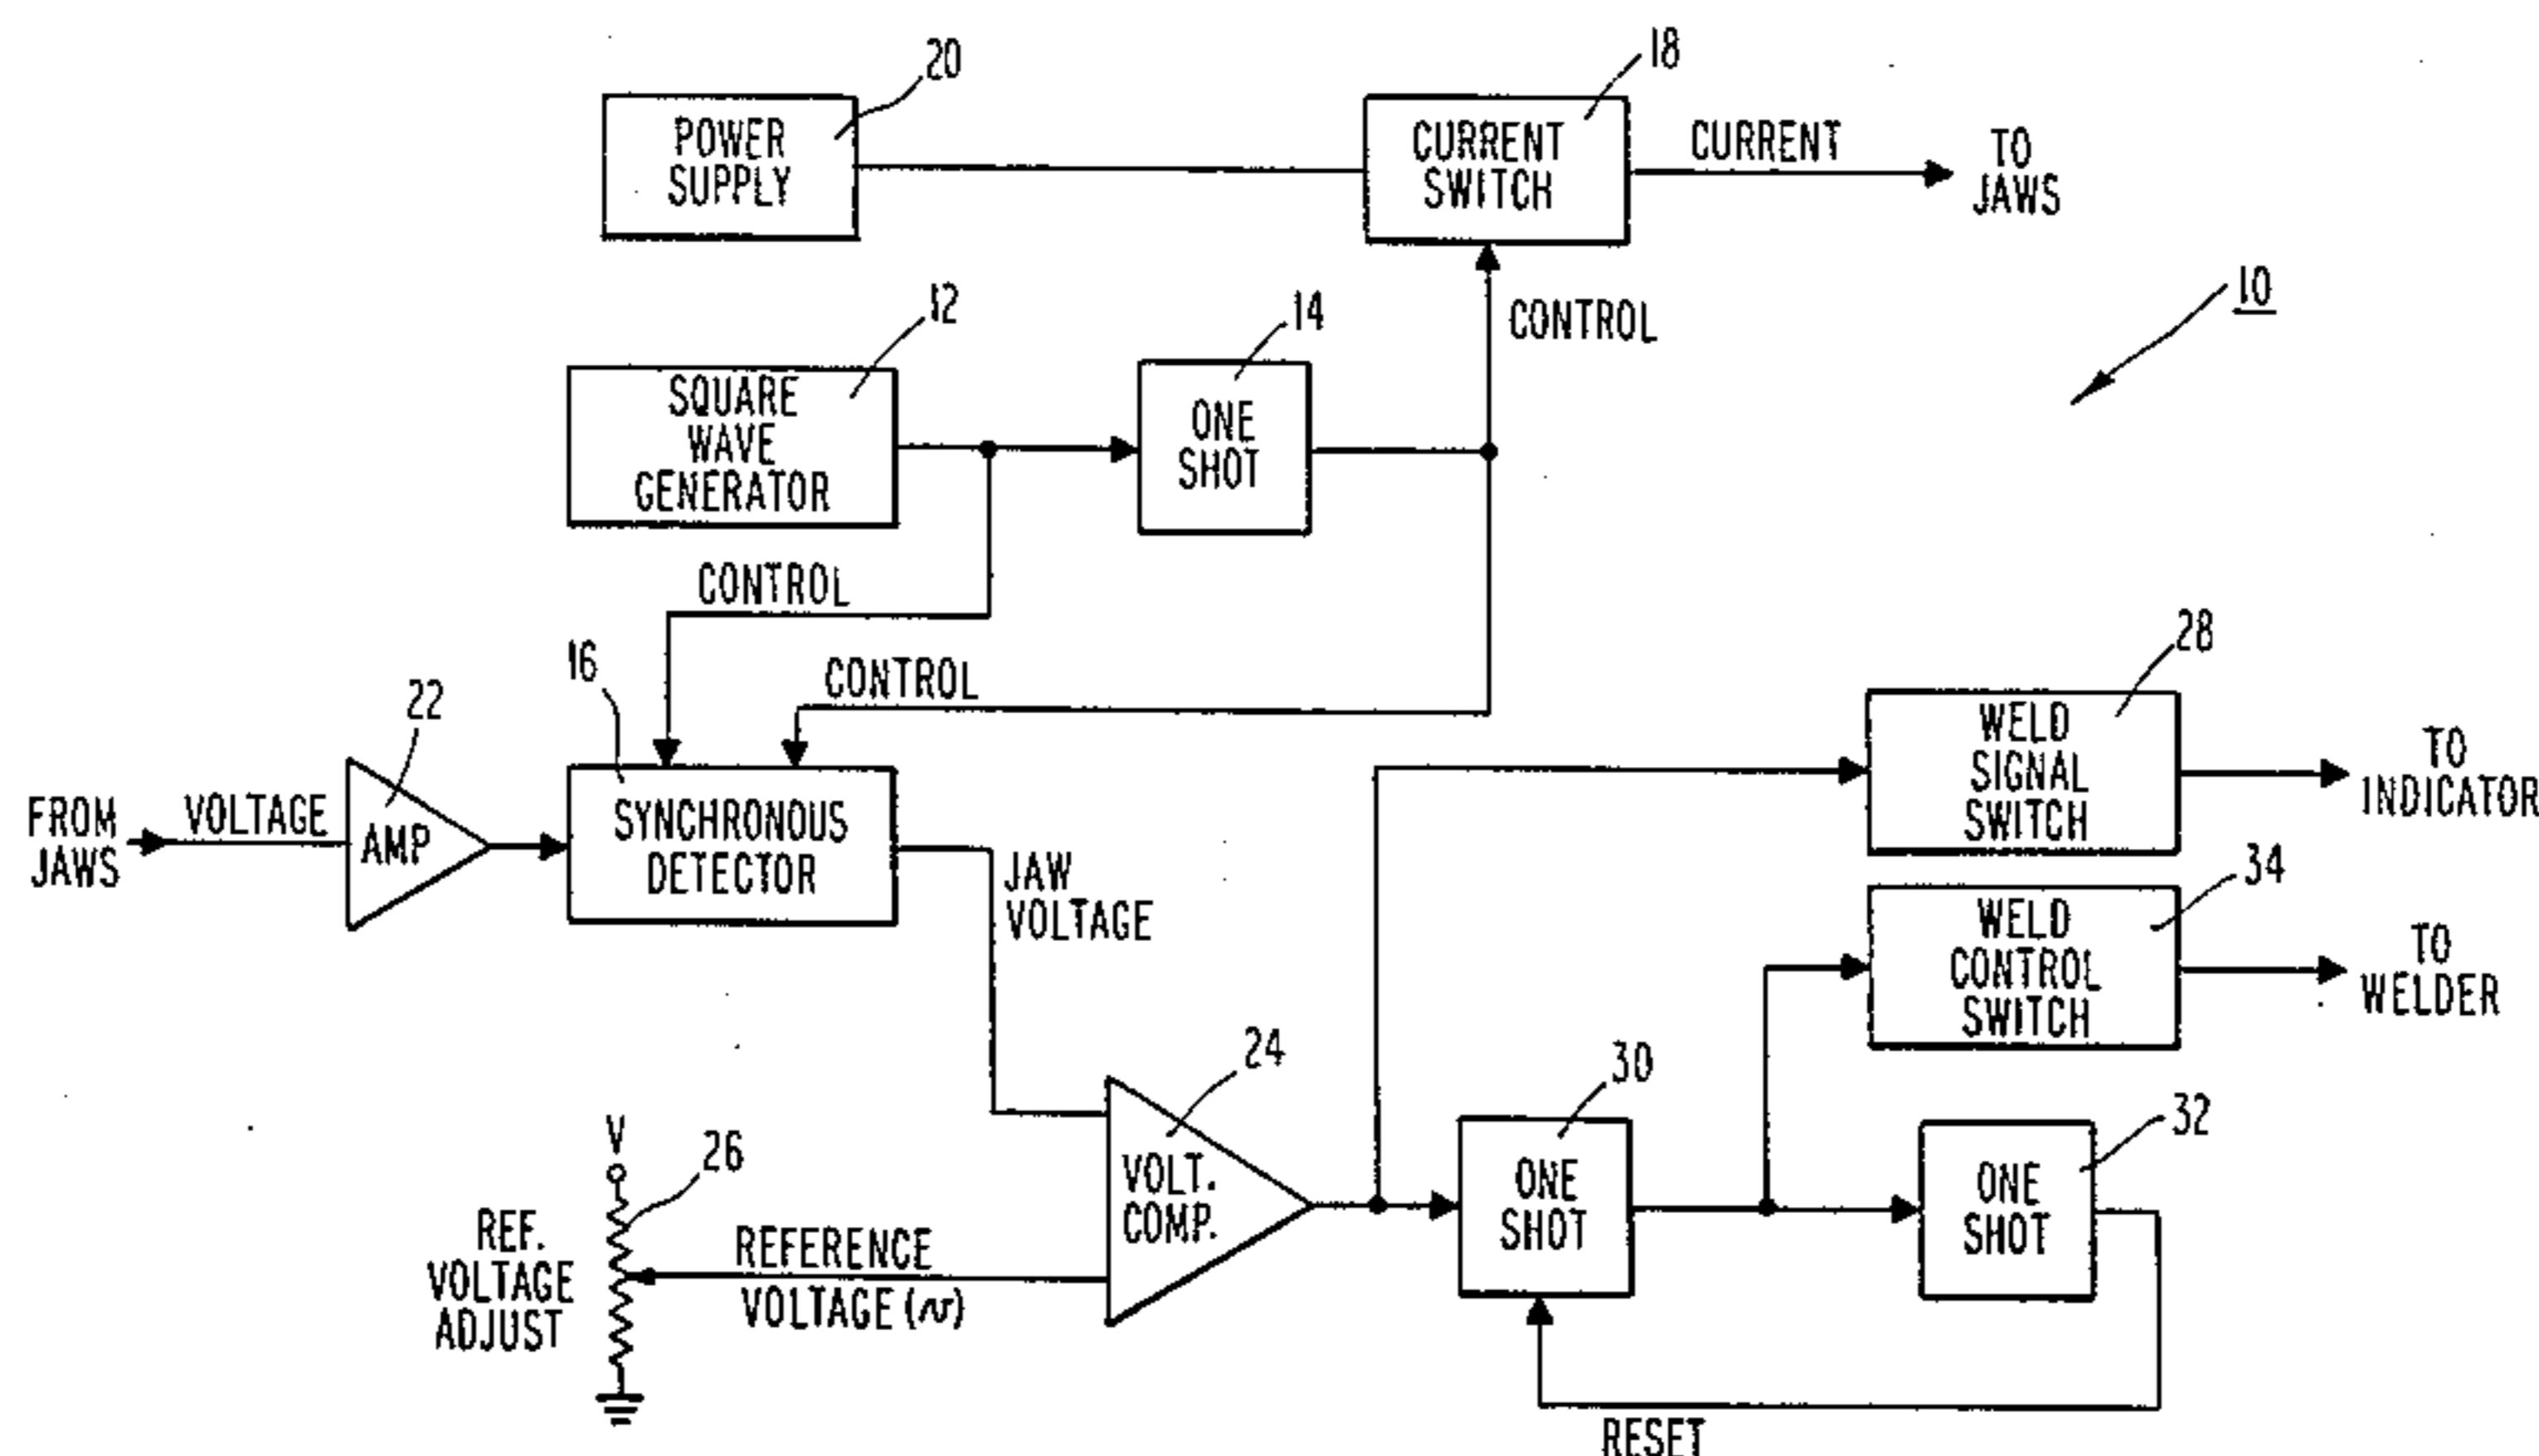 20
POWER
SUPPLY
18
CURRENT
SWITCH
CURRENT
TO
JAWS
10
12
SQUARE
WAVE
GENERATOR
14
ONE
SHOT
CONTROL
CONTROL
CONTROL
16
22
FROM
JAWS
VOLTAGE
AMP
SYNCHRONOUS
DETECTOR
JAW
VOLTAGE
28
WELD
SIGNAL
SWITCH
TO
INDICATOR
34
WELD
CONTROL
SWITCH
TO
WELDER
24
VOLT.
COMP.
30
ONE
SHOT
32
ONE
SHOT
RESET
V
26
REF.
VOLTAGE
ADJUST
REFERENCE
VOLTAGE (v)